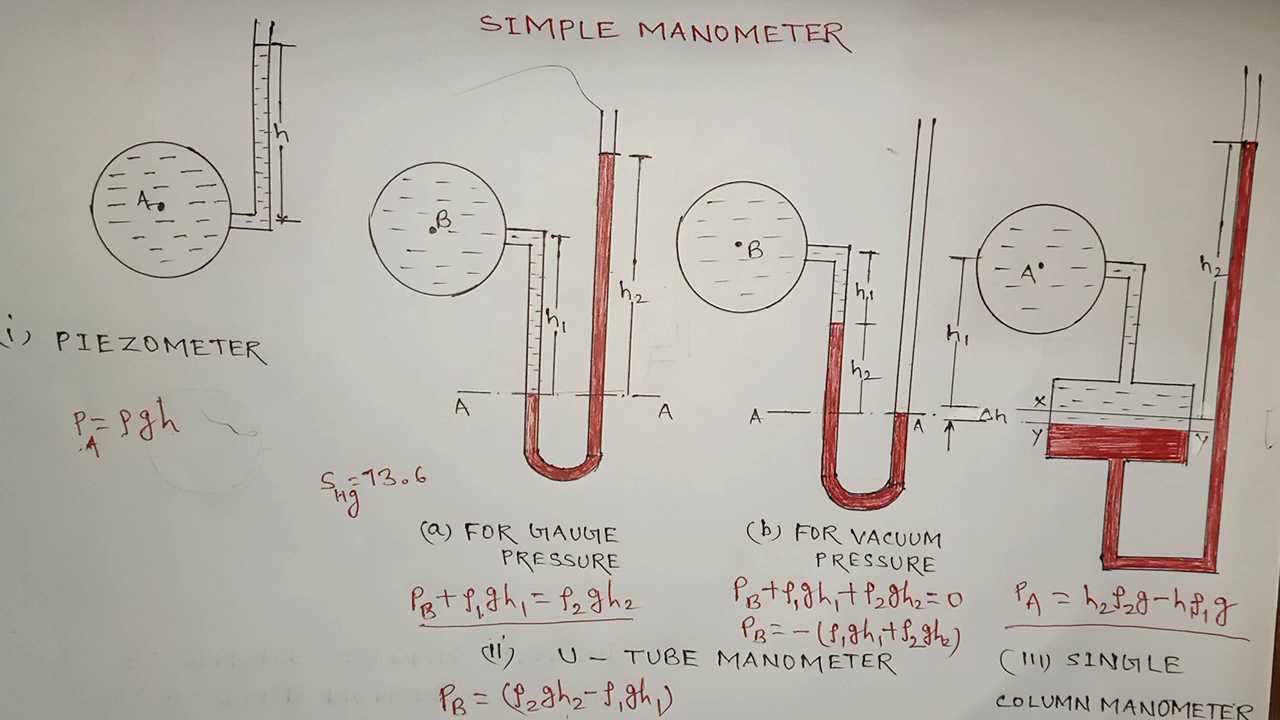 SIMPLE MANOMETER
h
A
(i) PIEZOMETER
P_A = ρgh
S_Hg = 13.6
B
h₁
h₂
A
A
(a) FOR GAUGE
PRESSURE
P_B + ρ₁gh₁ = ρ₂gh₂
B
h₁
h₂
A
A
(b) FOR VACUUM
PRESSURE
P_B + ρ₁gh₁ + ρ₂gh₂ = 0
P_B = -(ρ₁gh₁ + ρ₂gh₂)
(ii) U - TUBE MANOMETER
P_B = (ρ₂gh₂ - ρ₁gh₁)
A
h₁
h₂
Δh
X
Y
Y
P_A = h₂ρ₂g - h₁ρ₁g
(III) SINGLE
COLUMN MANOMETER